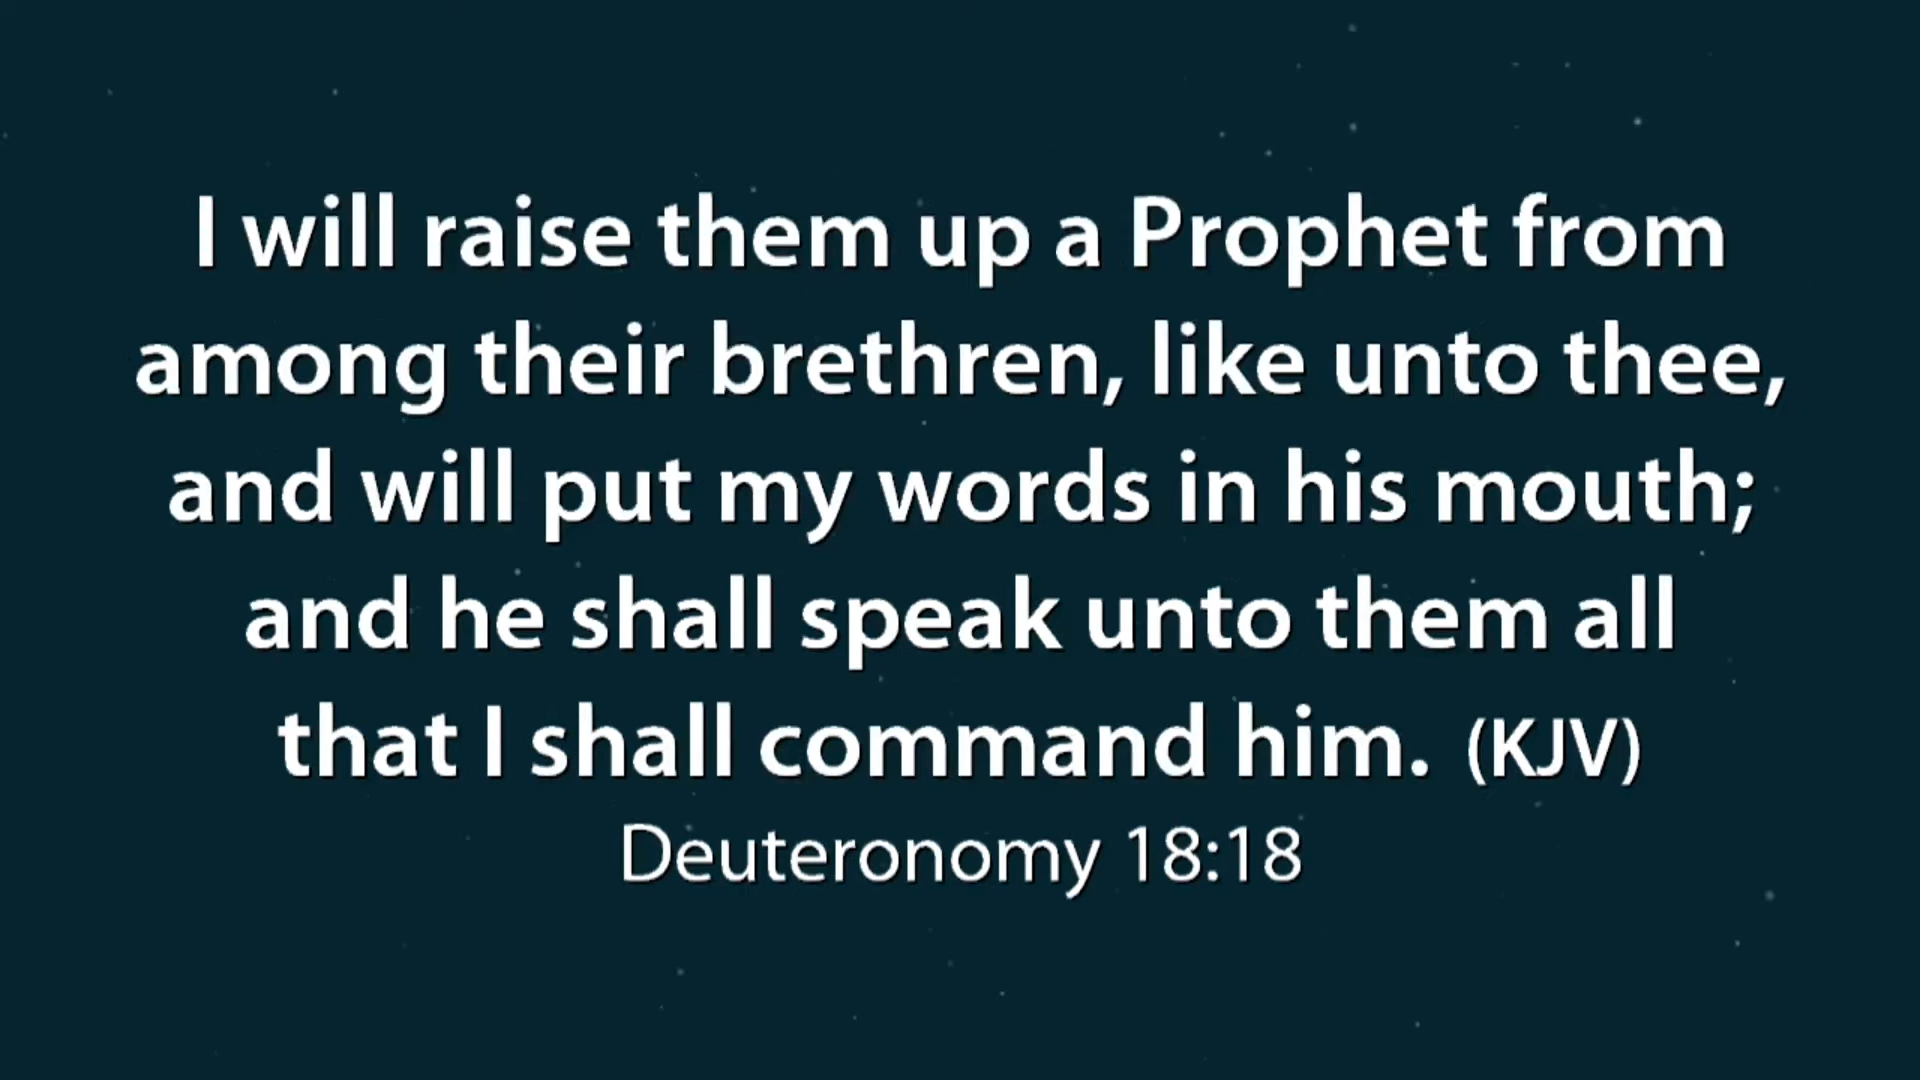 I will raise them up a Prophet from
among their brethren, like unto thee,
and will put my words in his mouth;
and he shall speak unto them all
that I shall command him. (KJV)
Deuteronomy 18:18